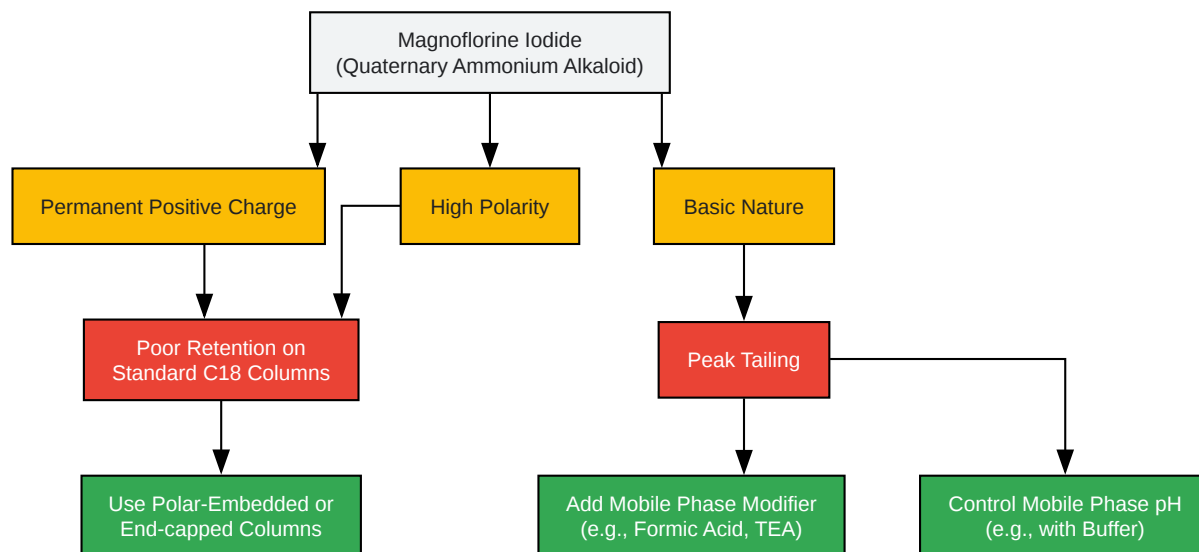 Magnoflorine Iodide
(Quaternary Ammonium Alkaloid)
Permanent Positive Charge
High Polarity
Basic Nature
Poor Retention on
Standard C18 Columns
Peak Tailing
Use Polar-Embedded or
End-capped Columns
Add Mobile Phase Modifier
(e.g., Formic Acid, TEA)
Control Mobile Phase pH
(e.g., with Buffer)